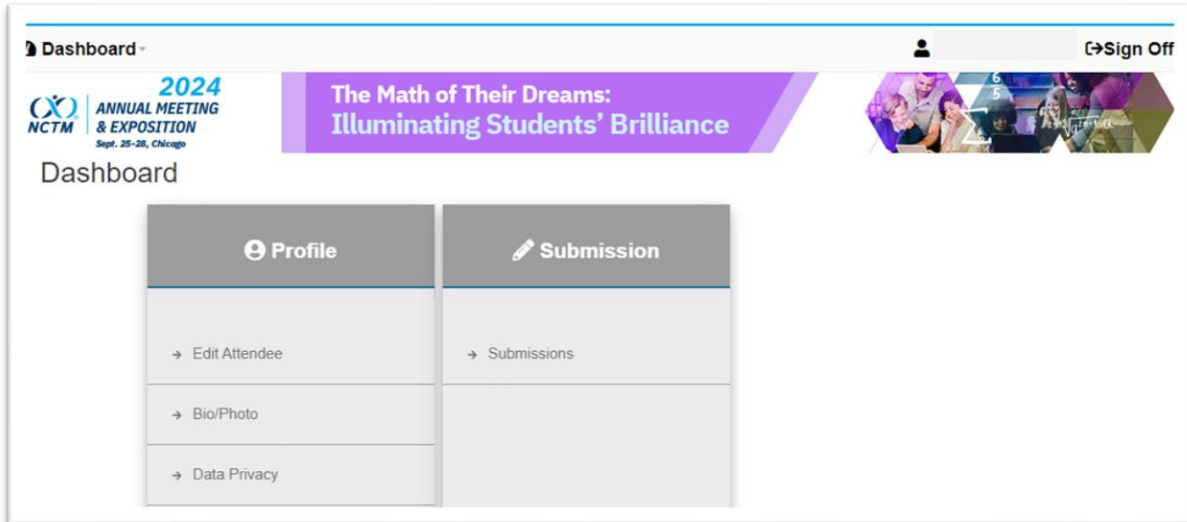 Dashboard
Sign Off
NCTM
2024
ANNUAL MEETING
& EXPOSITION
Sept. 25-28, Chicago
The Math of Their Dreams:
Illuminating Students’ Brilliance
Dashboard
Profile
Submission
Edit Attendee
Submissions
Bio/Photo
Data Privacy